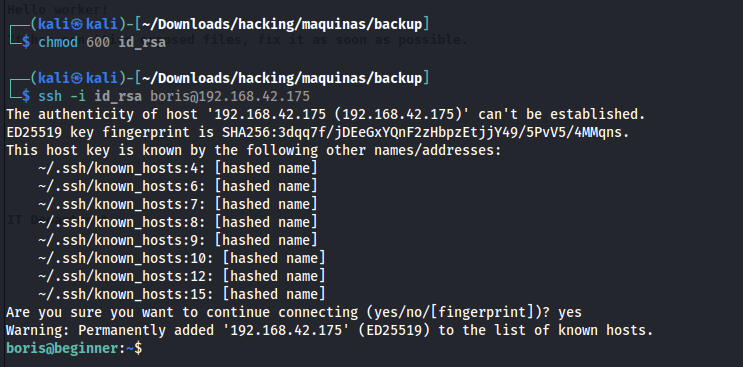 Hello worker!
┌──(kali㉿kali)-[~/Downloads/hacking/maquinas/backup]
└─$ chmod 600 id_rsa
osed files, fix it as soon as possible.
┌──(kali㉿kali)-[~/Downloads/hacking/maquinas/backup]
└─$ ssh -i id_rsa boris@192.168.42.175
The authenticity of host '192.168.42.175 (192.168.42.175)' can't be established.
ED25519 key fingerprint is SHA256:3dqq7f/jDEeGxYQnF2zHbpzEtjjY49/5PvV5/4MMqns.
This host key is known by the following other names/addresses:
    ~/.ssh/known_hosts:4: [hashed name]
    ~/.ssh/known_hosts:6: [hashed name]
    ~/.ssh/known_hosts:7: [hashed name]
    ~/.ssh/known_hosts:8: [hashed name]
    ~/.ssh/known_hosts:9: [hashed name]
    ~/.ssh/known_hosts:10: [hashed name]
    ~/.ssh/known_hosts:12: [hashed name]
    ~/.ssh/known_hosts:15: [hashed name]
IT
Are you sure you want to continue connecting (yes/no/[fingerprint])? yes
Warning: Permanently added '192.168.42.175' (ED25519) to the list of known hosts.
boris@beginner:~$